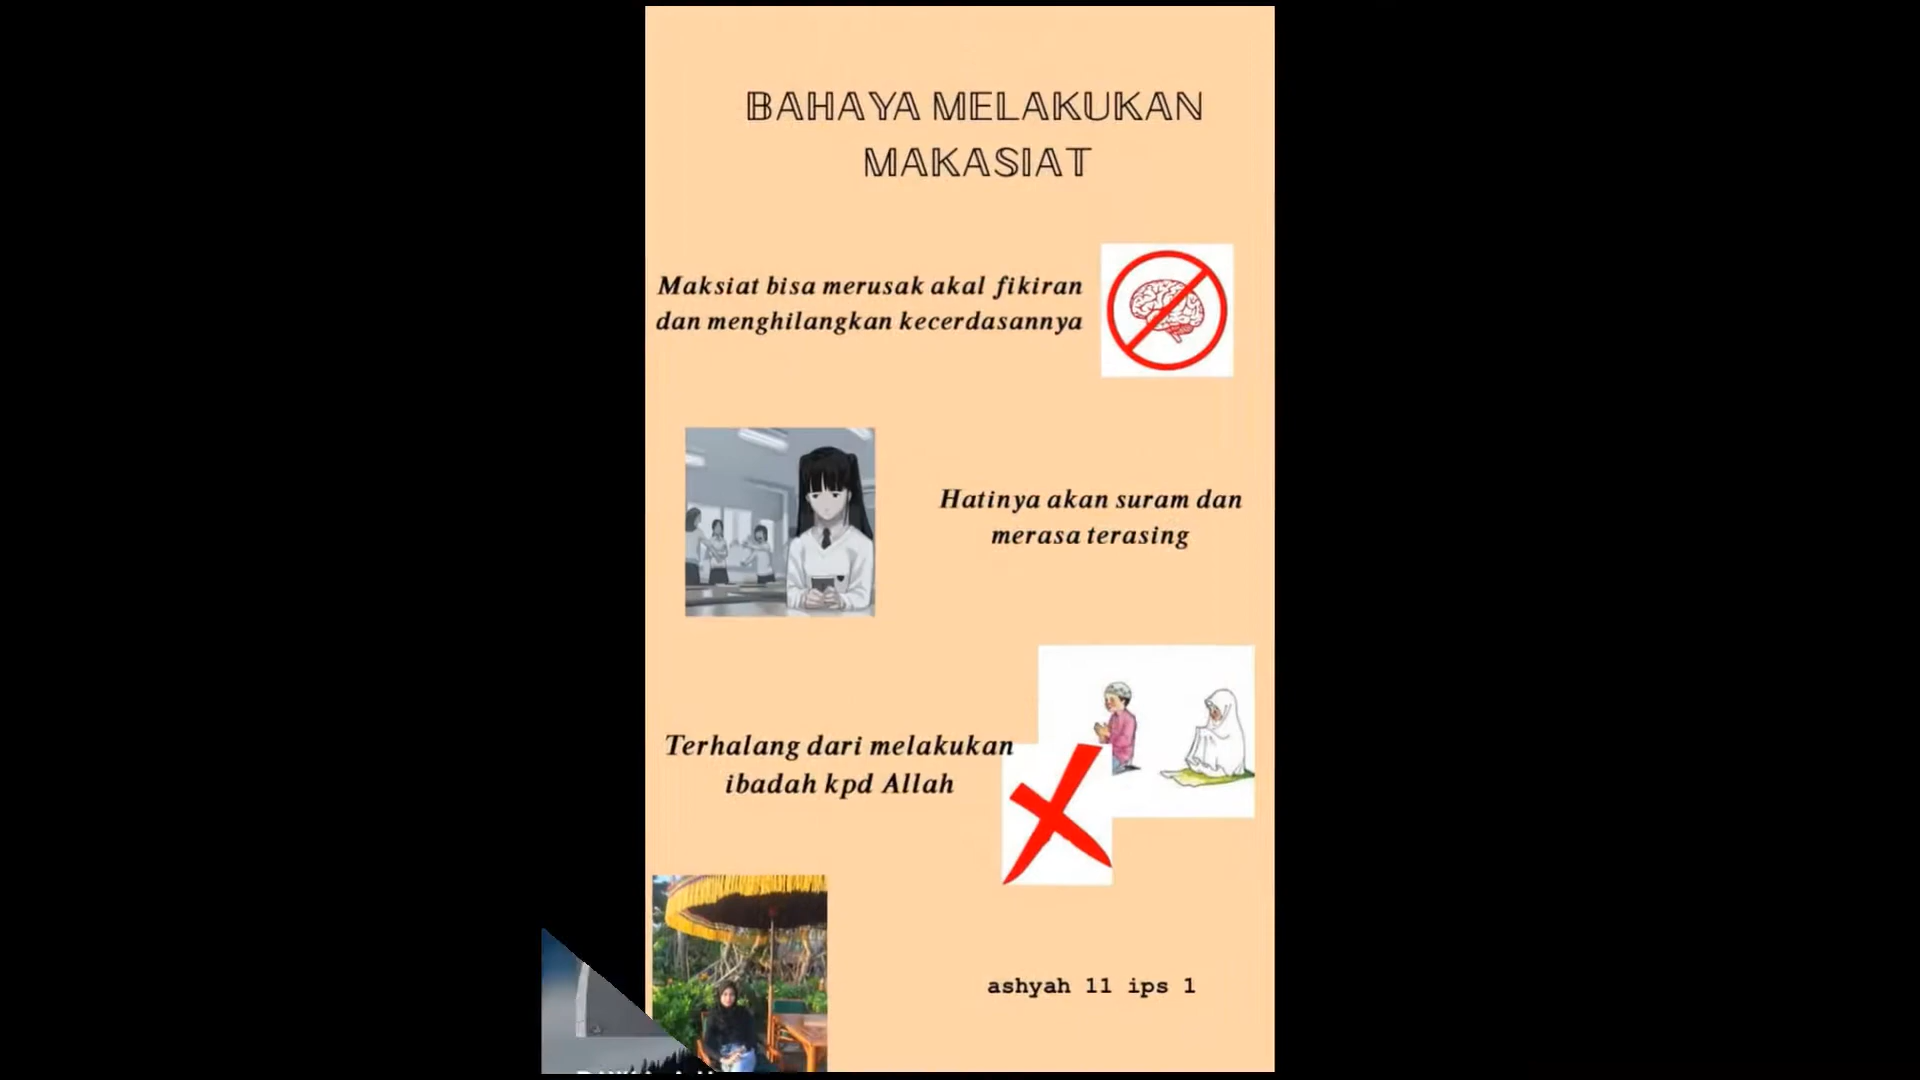 BAHAYA MELAKUKAN
MAKASIAT
Maksiat bisa merusak akal fikiran
dan menghilangkan kecerdasannya
Hatinya akan suram dan
merasa terasing
Terhalang dari melakukan
ibadah kpd Allah
ashyah 11 ips 1